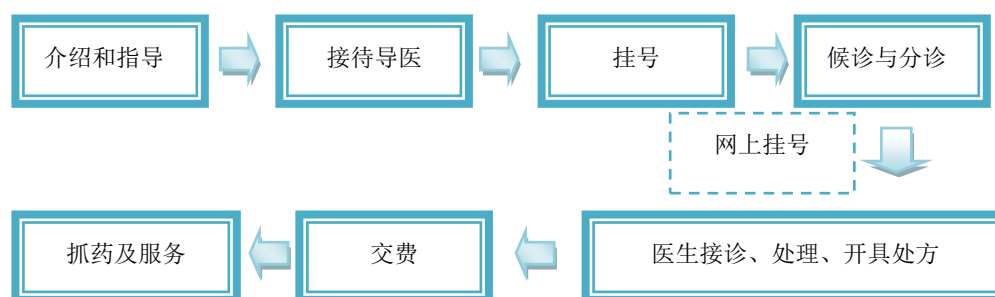 介绍和指导
接待导医
挂号
候诊与分诊
网上挂号
医生接诊、处理、开具处方
交费
抓药及服务